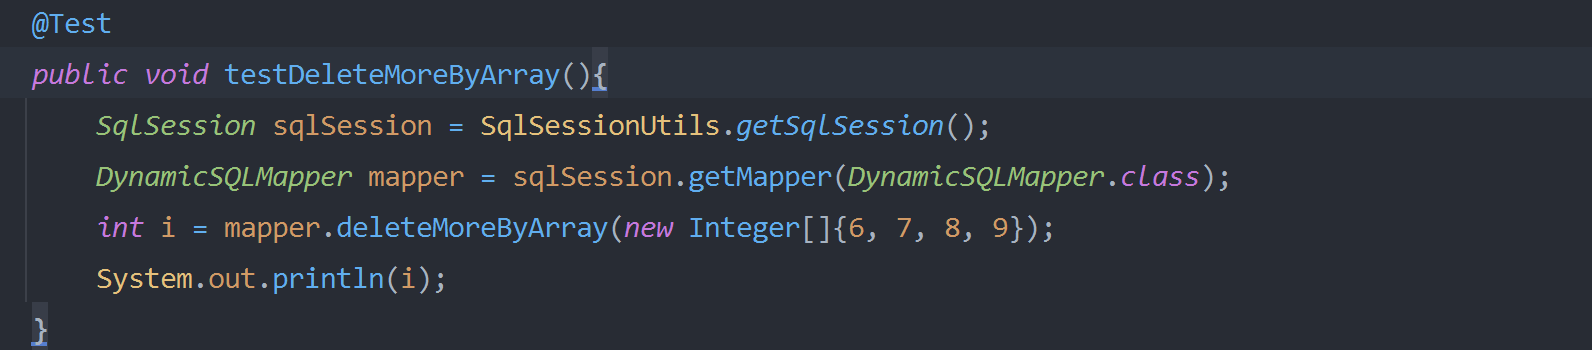 @Test
public void testDeleteMoreByArray(){
    SqlSession sqlSession = SqlSessionUtils.getSqlSession();
    DynamicSQLMapper mapper = sqlSession.getMapper(DynamicSQLMapper.class);
    int i = mapper.deleteMoreByArray(new Integer[]{6, 7, 8, 9});
    System.out.println(i);
}